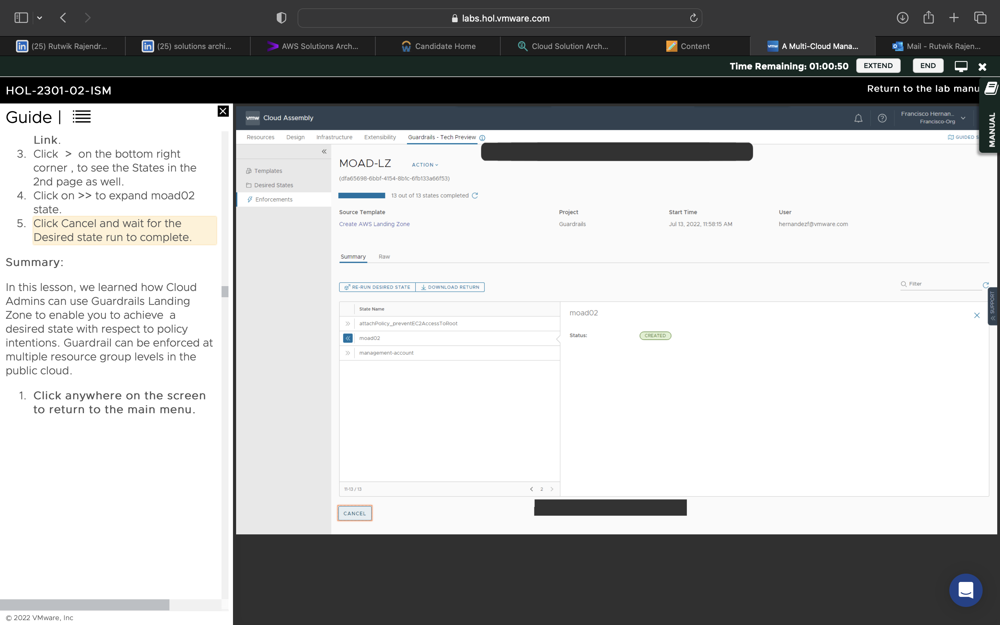 labs.hol.vmware.com
(25) Rutwik Rajendr...
(25) solutions archi...
AWS Solutions Arch...
Candidate Home
Cloud Solution Arch...
Content
vmw A Multi-Cloud Mana...
Mail - Rutwik Rajen...
Time Remaining: 01:00:50 EXTEND END
HOL-2301-02-ISM
Return to the lab manu
MANUAL
Guide |
Link.
3. Click > on the bottom right
corner , to see the States in the
2nd page as well.
4. Click on >> to expand moad02
state.
5. Click Cancel and wait for the
Desired state run to complete.
Summary:
In this lesson, we learned how Cloud
Admins can use Guardrails Landing
Zone to enable you to achieve a
desired state with respect to policy
intentions. Guardrail can be enforced at
multiple resource group levels in the
public cloud.
1. Click anywhere on the screen
to return to the main menu.
© 2022 VMware, Inc
vmw Cloud Assembly
Francisco Hernan...
Francisco-Org
Resources Design Infrastructure Extensibility Guardrails - Tech Preview
GUIDED S
Templates
Desired States
Enforcements
MOAD-LZ ACTION
(dfa65698-6bbf-4154-8b1c-6fb133a66f53)
13 out of 13 states completed
Source Template Project Start Time User
Create AWS Landing Zone Guardrails Jul 13, 2022, 11:58:15 AM hernandezf@vmware.com
Summary Raw
RE-RUN DESIRED STATE DOWNLOAD RETURN
Filter
SUPPORT
State Name
attachPolicy_preventEC2AccessToRoot
moad02
management-account
11-13 / 13 2
moad02
Status: CREATED
CANCEL